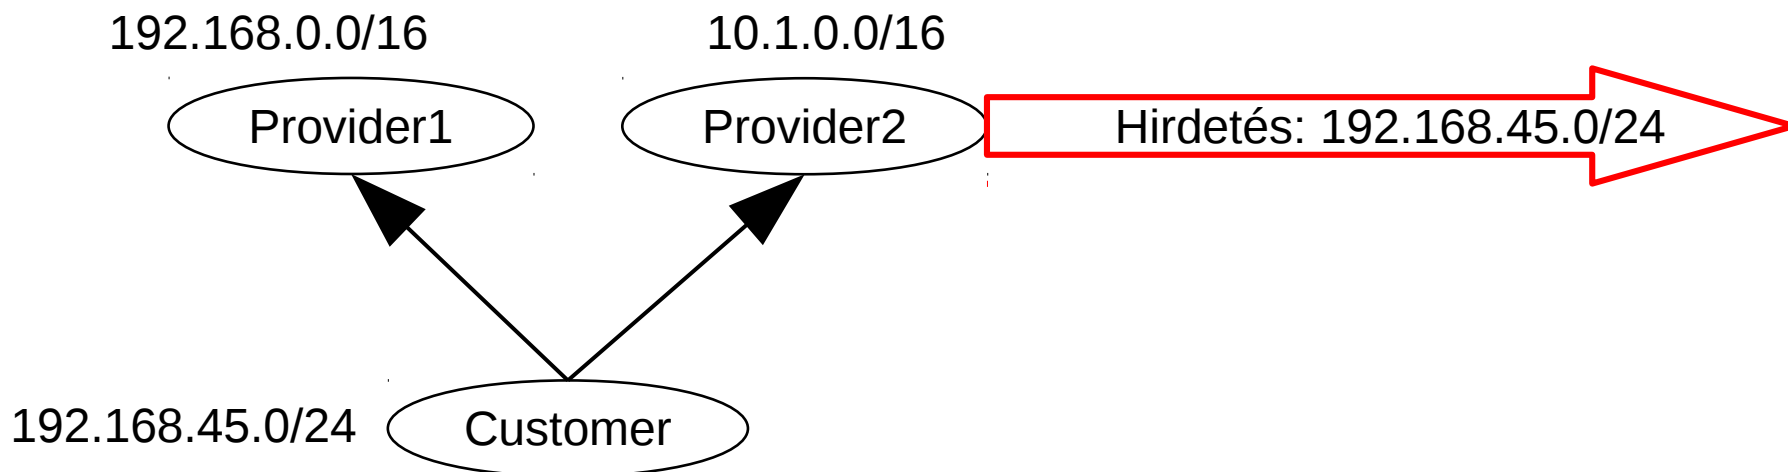 192.168.0.0/16
10.1.0.0/16
Provider1
Provider2
Hirdetés: 192.168.45.0/24
192.168.45.0/24
Customer